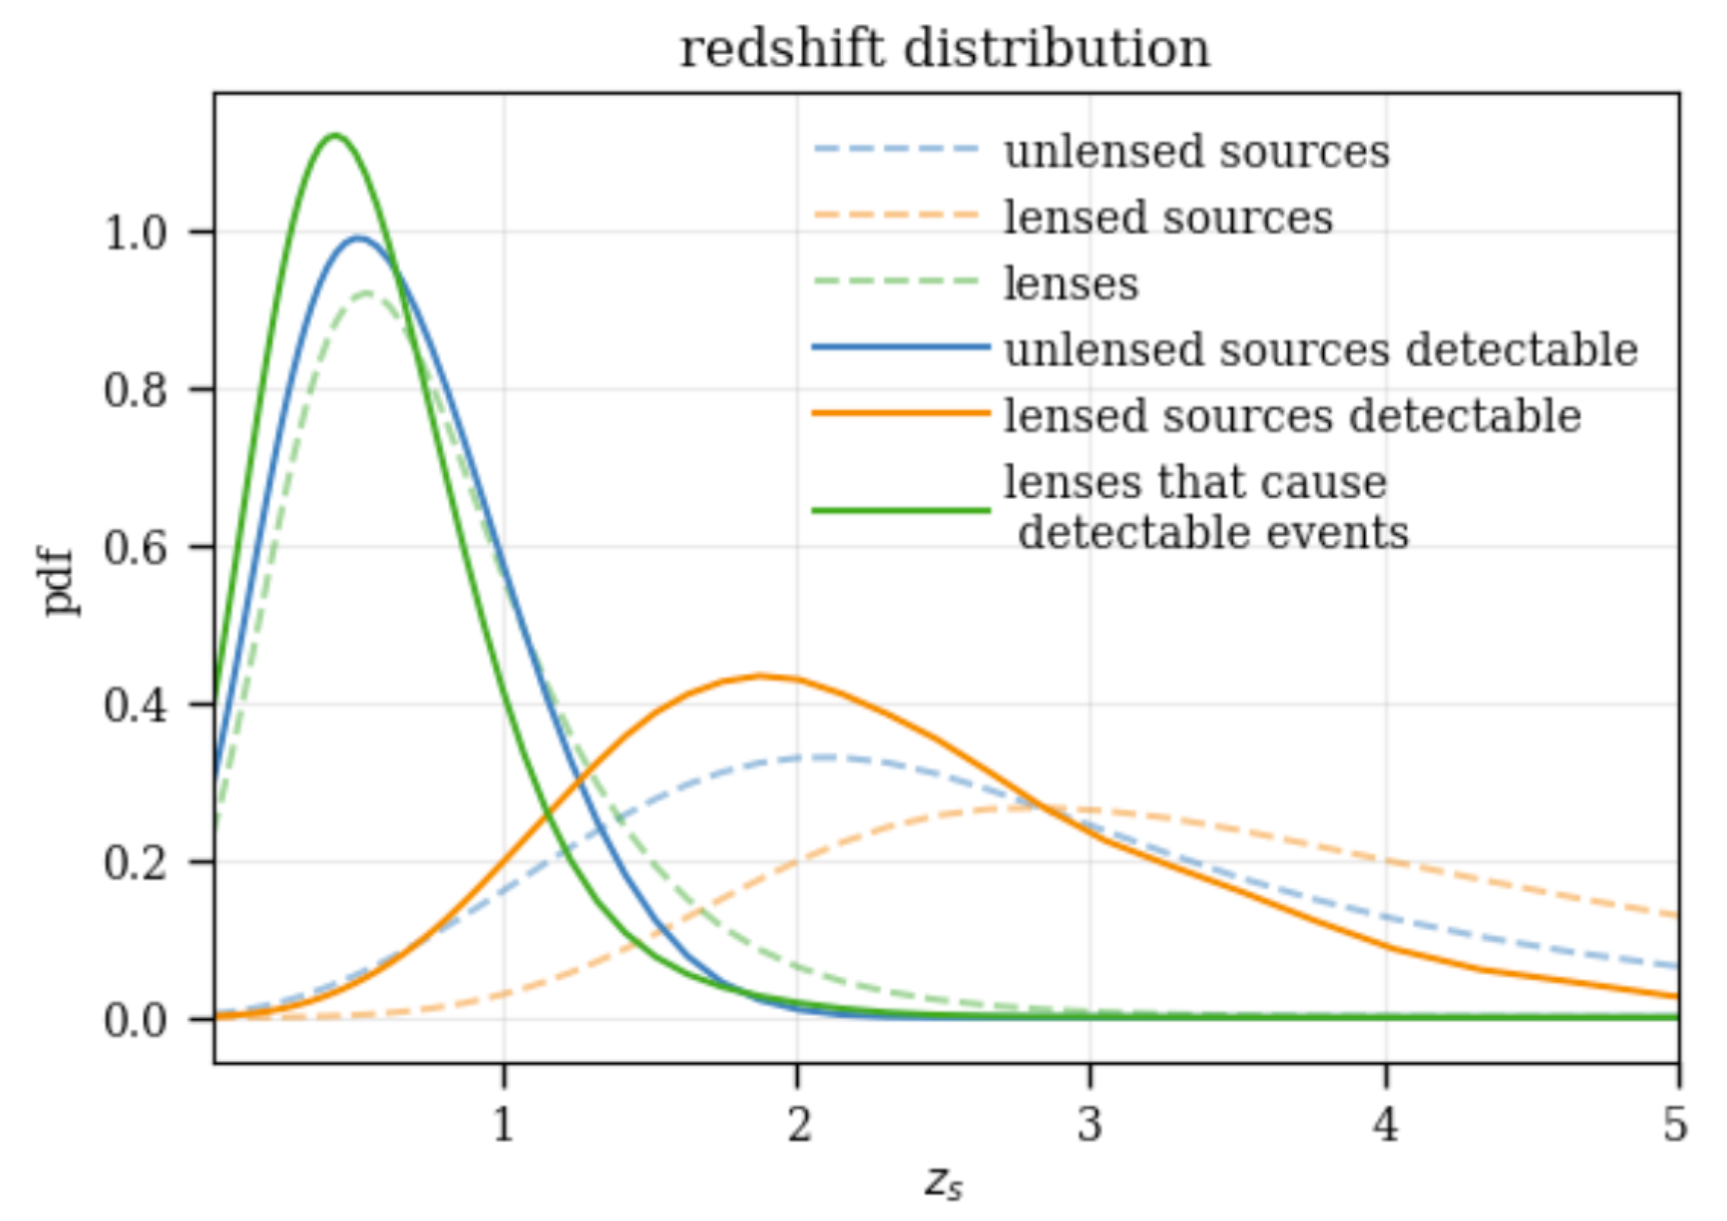 redshift distribution
unlensed sources
lensed sources
lenses
unlensed sources detectable
lensed sources detectable
lenses that cause
detectable events
pdf
1.0
0.8
0.6
0.4
0.2
0.0
1 2 3 4 5
z_s